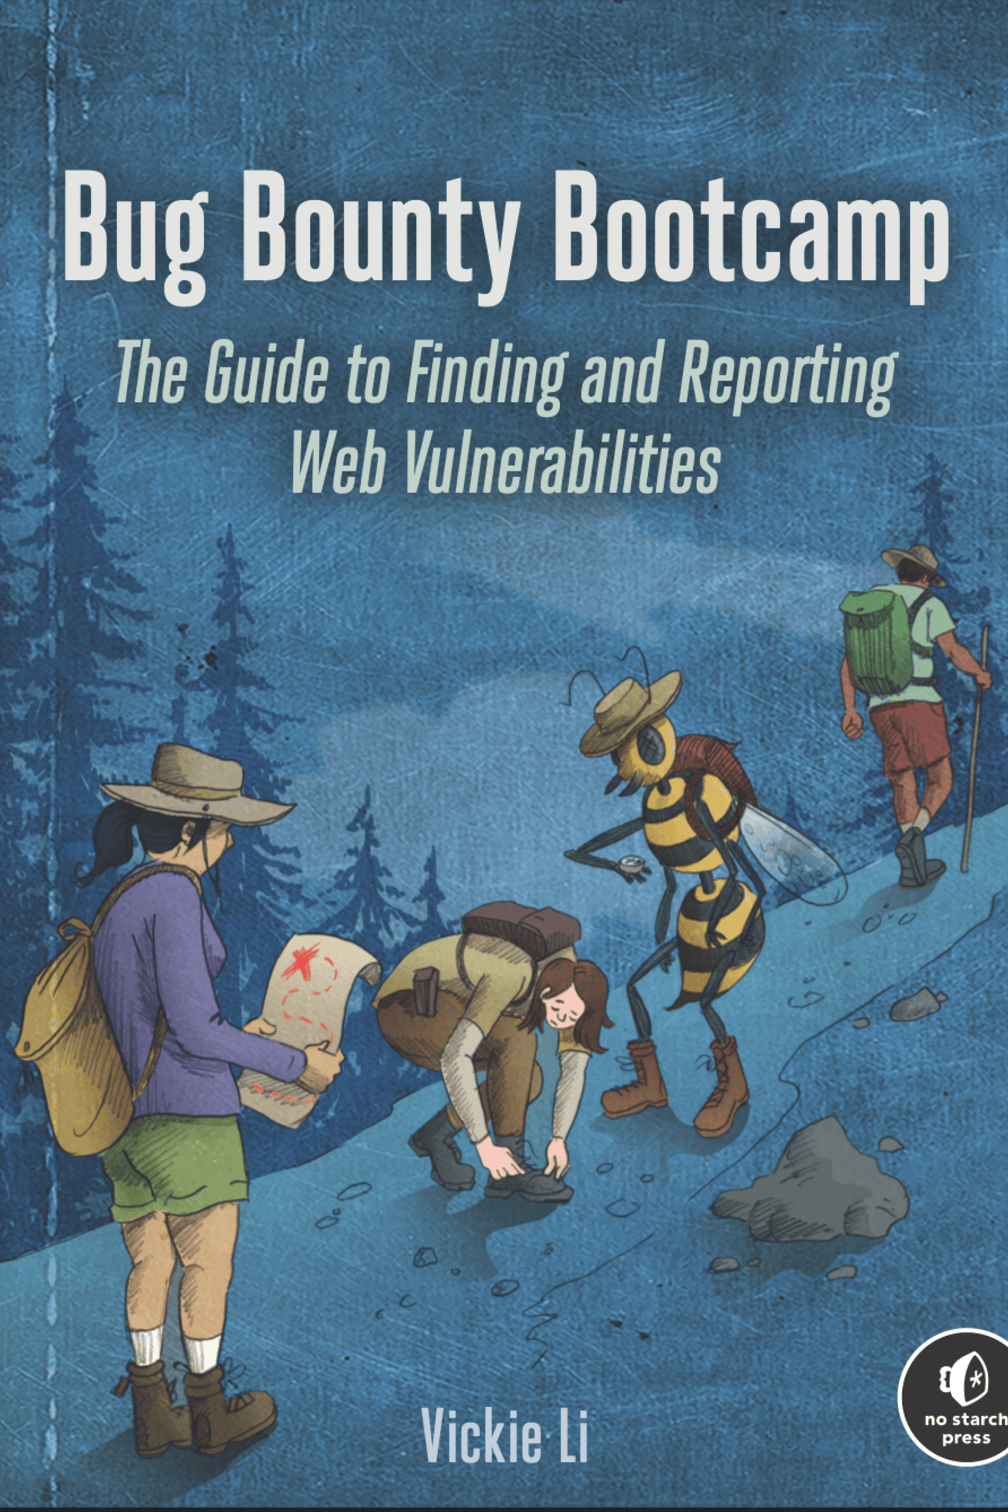 Bug Bounty Bootcamp
The Guide to Finding and Reporting
Web Vulnerabilities
Vickie Li
no starch
press